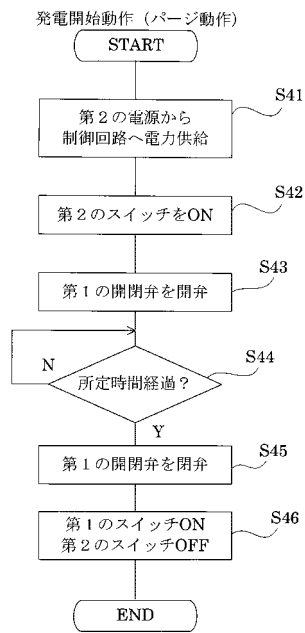 発電開始動作（パージ動作）
START
S41
第2の電源から
制御回路へ電力供給
S42
第2のスイッチをON
S43
第1の開閉弁を開弁
S44
N
所定時間経過？
Y
S45
第1の開閉弁を閉弁
S46
第1のスイッチON
第2のスイッチOFF
END